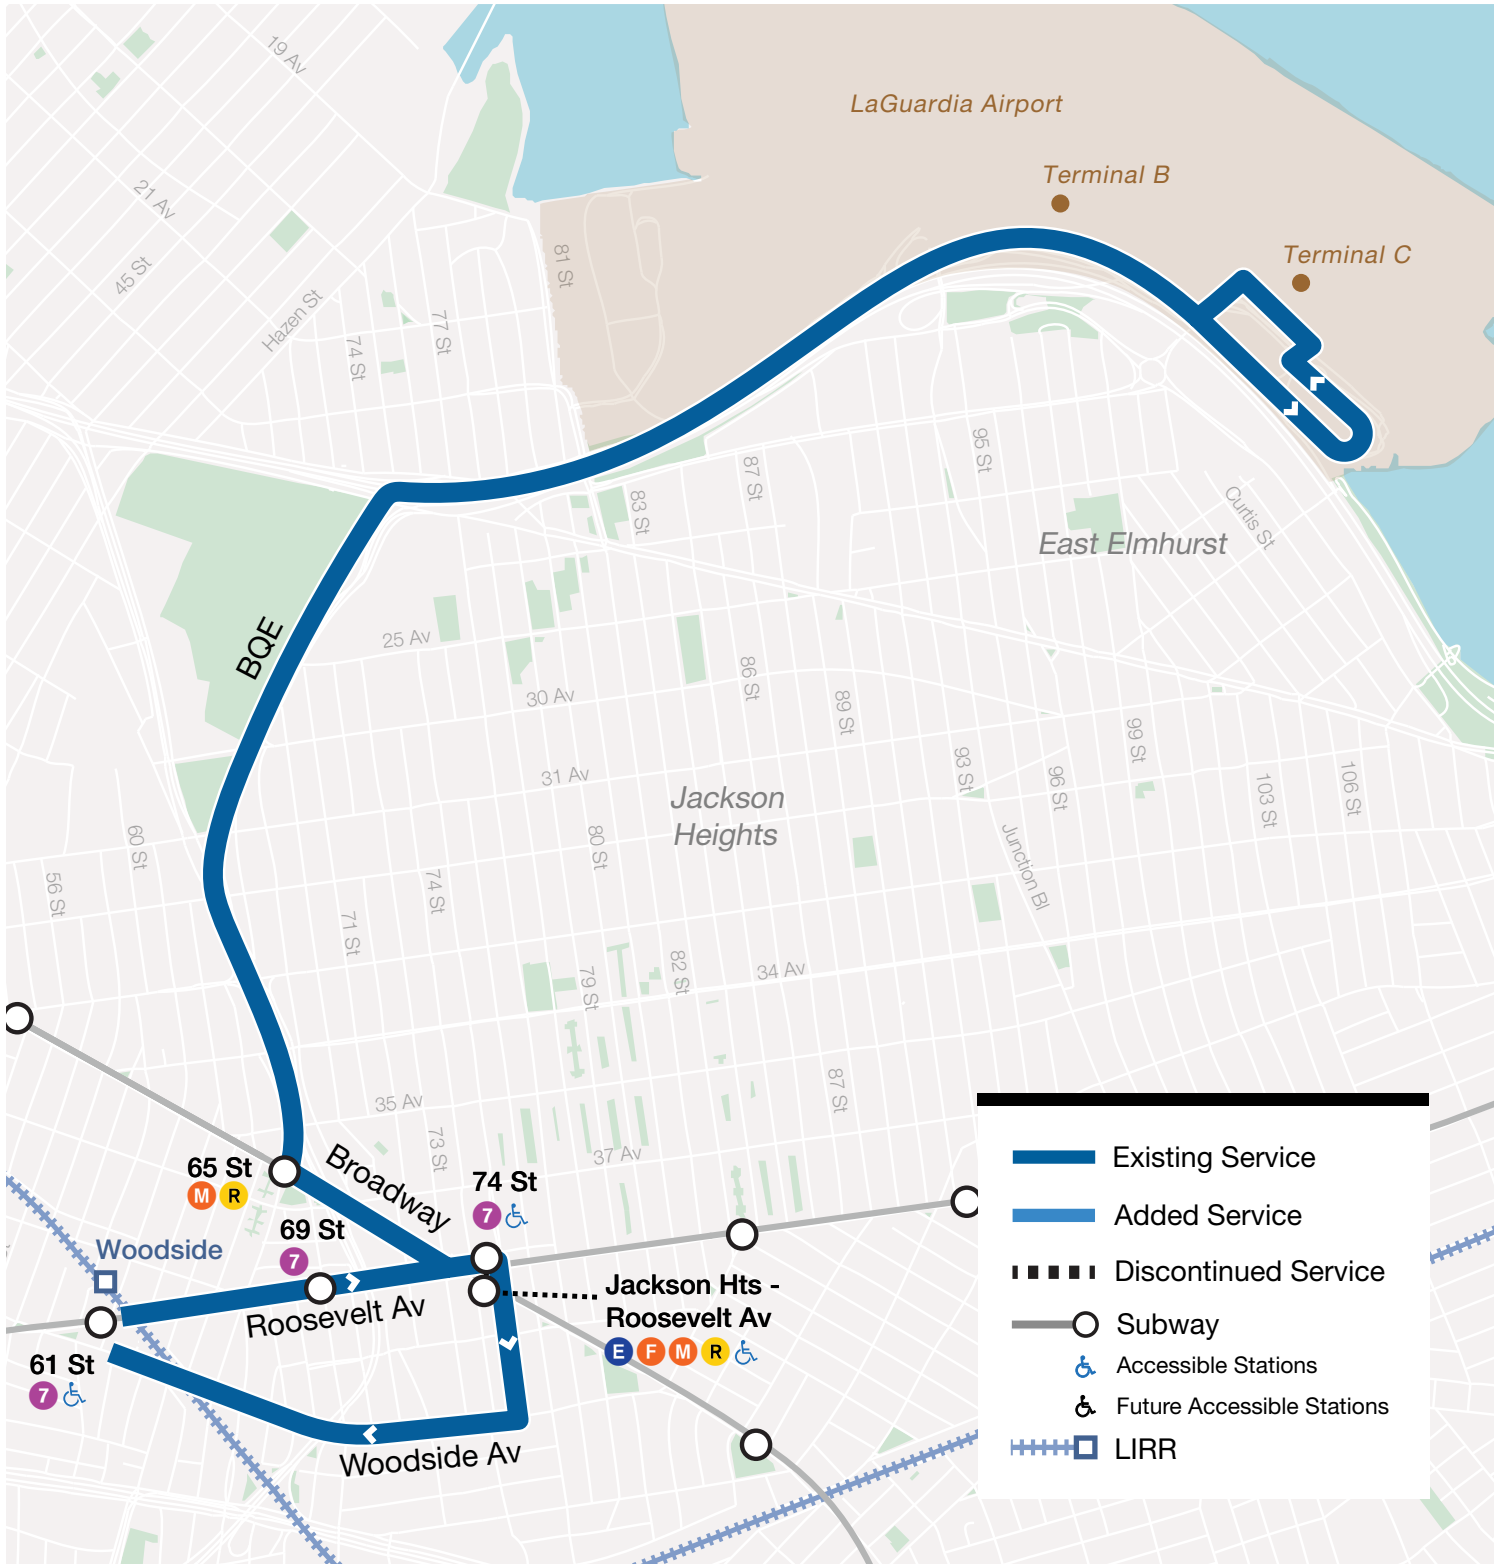 19 Av
LaGuardia Airport
Terminal B
21 Av
Terminal C
81 St
45 St
Hazen St
77 St
74 St
95 St
87 St
83 St
Curtis St
East Elmhurst
BQE
25 Av
86 St
30 Av
89 St
99 St
93 St
31 Av
96 St
103 St
106 St
Jackson
Heights
60 St
80 St
Junction Bl
56 St
74 St
71 St
82 St
34 Av
79 St
87 St
35 Av
73 St
37 Av
Broadway
65 St
M R
74 St
7
69 St
7
Woodside
Roosevelt Av
Jackson Hts -
Roosevelt Av
E F M R
61 St
7
Woodside Av
Existing Service
Added Service
Discontinued Service
Subway
Accessible Stations
Future Accessible Stations
LIRR